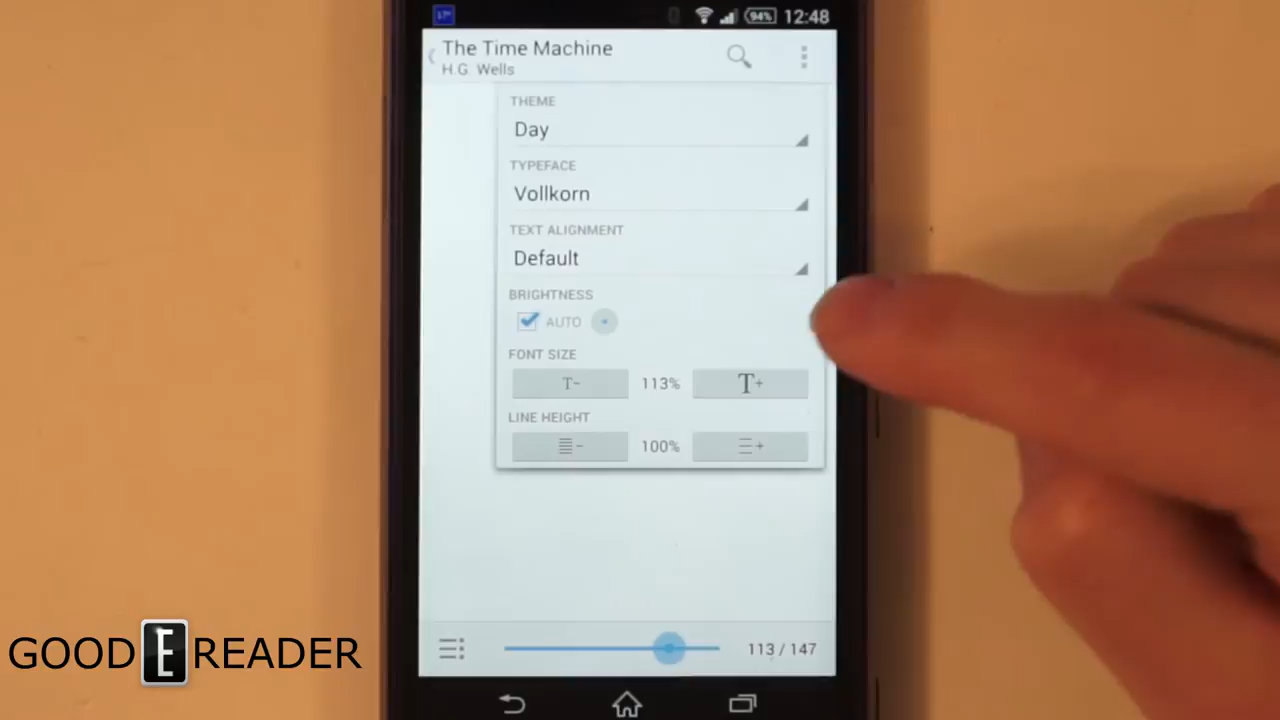 17°
94% 12:48
The Time Machine
H.G. Wells
THEME
Day
TYPEFACE
Vollkorn
TEXT ALIGNMENT
Default
BRIGHTNESS
AUTO
FONT SIZE
T- 113% T+
LINE HEIGHT
- 100% +
113 / 147
GOOD E READER